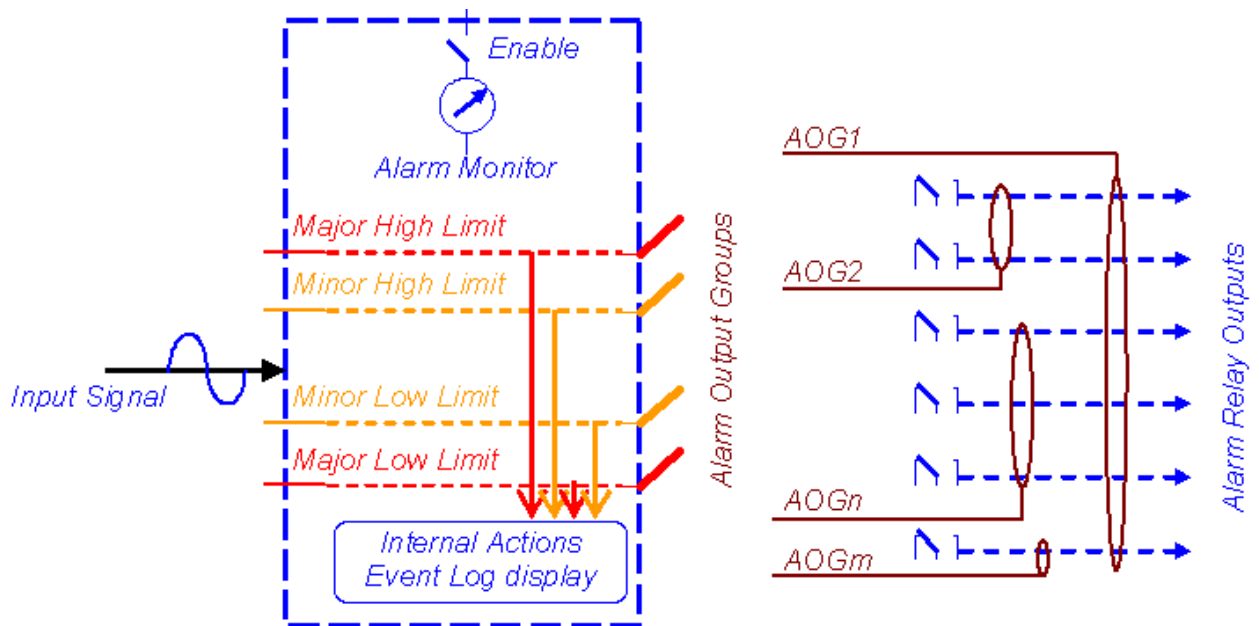 Enable
Alarm Monitor
Major High Limit
Minor High Limit
Input Signal
Minor Low Limit
Major Low Limit
Internal Actions
Event Log display
Alarm Output Groups
AOG1
AOG2
AOGn
AOGm
Alarm Relay Outputs